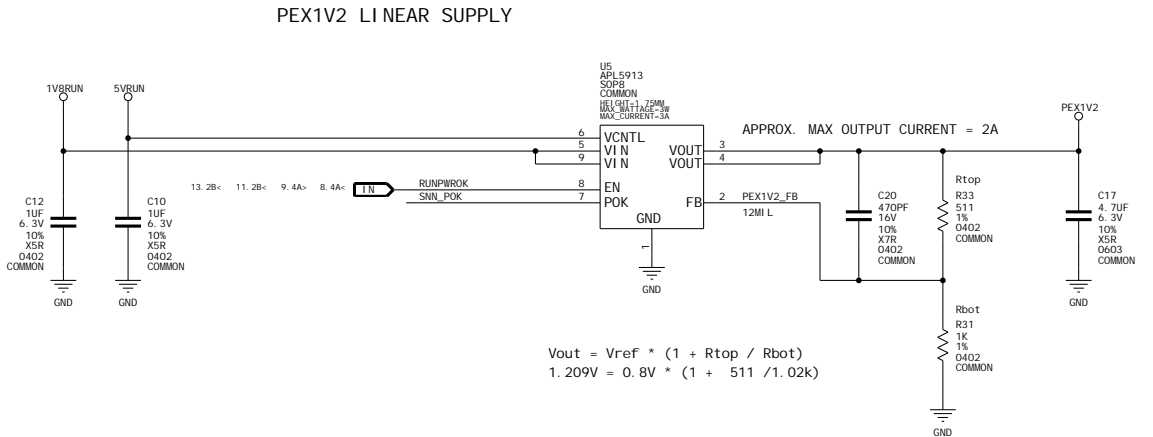 PEX1V2 LINEAR SUPPLY
U5
APL5913
SOP8
COMMON
HEIGHT=1.75MM
MAX_WATTAGE=3W
MAX_CURRENT=3A
1V8RUN
5VRUN
PEX1V2
APPROX. MAX OUTPUT CURRENT = 2A
6 VCNTL
5 VIN
9 VIN
VOUT 3
VOUT 4
13.2B< 11.2B< 9.4A> 8.4A< IN RUNPWROK 8 EN
SNN_POK 7 POK
FB 2 PEX1V2_FB
12MIL
GND
1
GND
C12
1UF
6.3V
10%
X5R
0402
COMMON
GND
C10
1UF
6.3V
10%
X5R
0402
COMMON
GND
C20
470PF
16V
10%
X7R
0402
COMMON
Rtop
R33
511
1%
0402
COMMON
C17
4.7UF
6.3V
10%
X5R
0603
COMMON
GND
Rbot
R31
1K
1%
0402
COMMON
GND
Vout = Vref * (1 + Rtop / Rbot)
1.209V = 0.8V * (1 + 511 /1.02k)